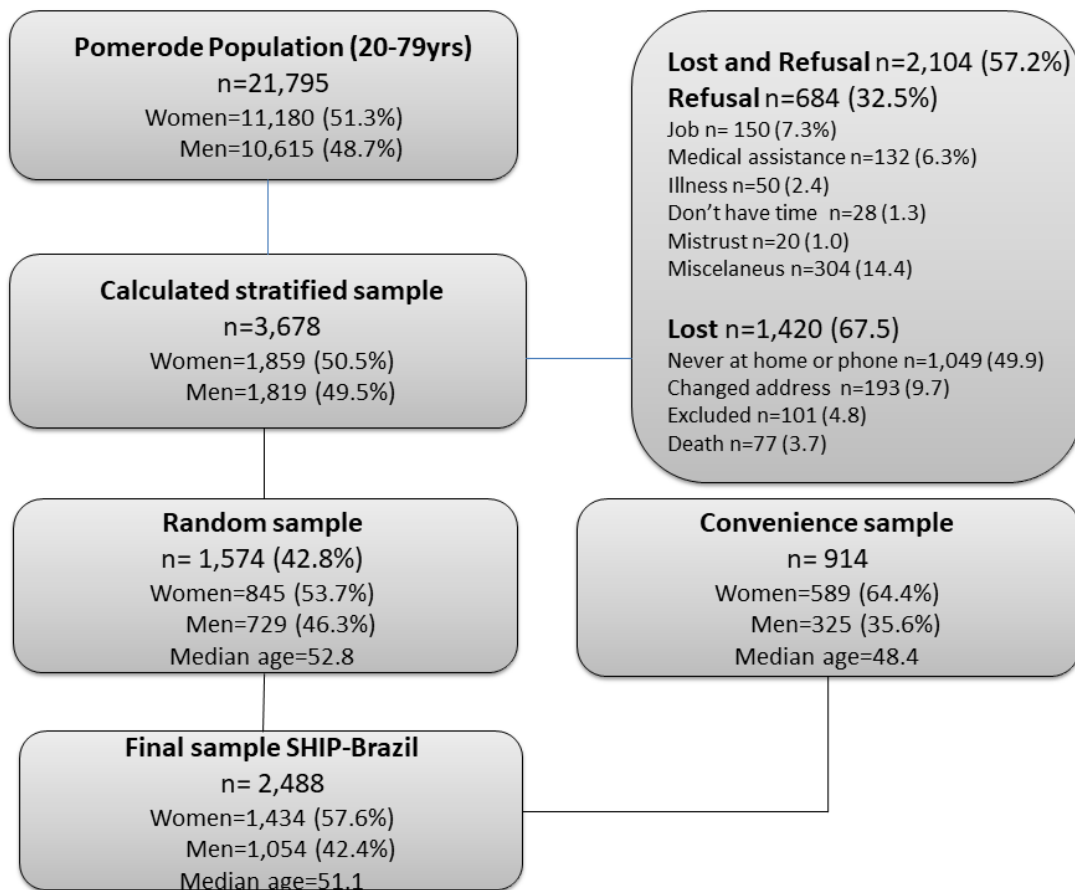 Pomerode Population (20-79yrs)
n=21,795
Women=11,180 (51.3%)
Men=10,615 (48.7%)
Lost and Refusal n=2,104 (57.2%)
Refusal n=684 (32.5%)
Job n= 150 (7.3%)
Medical assistance n=132 (6.3%)
Illness n=50 (2.4)
Don’t have time n=28 (1.3)
Mistrust n=20 (1.0)
Miscelaneus n=304 (14.4)
Lost n=1,420 (67.5)
Never at home or phone n=1,049 (49.9)
Changed address n=193 (9.7)
Excluded n=101 (4.8)
Death n=77 (3.7)
Calculated stratified sample
n=3,678
Women=1,859 (50.5%)
Men=1,819 (49.5%)
Random sample
n= 1,574 (42.8%)
Women=845 (53.7%)
Men=729 (46.3%)
Median age=52.8
Convenience sample
n= 914
Women=589 (64.4%)
Men=325 (35.6%)
Median age=48.4
Final sample SHIP-Brazil
n= 2,488
Women=1,434 (57.6%)
Men=1,054 (42.4%)
Median age=51.1